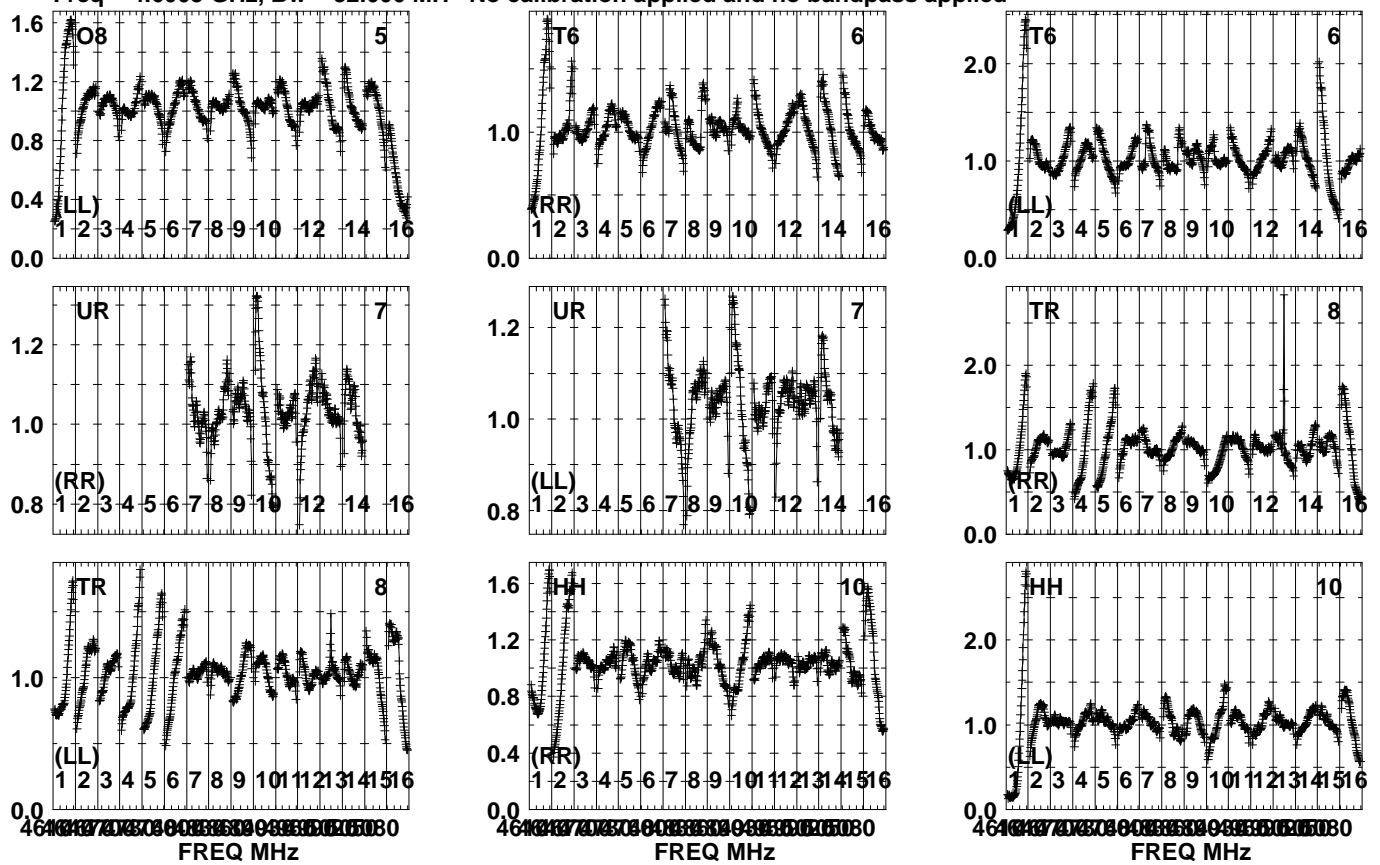 No calibration applied and no bandpass applied
1.6 O8 5 T6 6 T6 6
2.0
1.2
0.8 1.0 1.0
0.4
(LL) (RR) (LL)
1 2 3 4 5 6 7 8 9 10 12 14 16 1 2 3 4 5 6 7 8 9 10 12 14 16 1 2 3 4 5 6 7 8 9 10 12 14 16
0.0 0.0 0.0
UR 7 UR 7 TR 8
1.2 1.2 2.0
1.0 1.0 1.0
(RR) (LL) (RR)
0.8 1 2 3 4 5 6 7 8 9 10 12 14 16 0.8 1 2 3 4 5 6 7 8 9 10 12 14 16 1 2 3 4 5 6 7 8 9 10 12 14 16
0.0
TR 8 HH 10 HH 10
1.6
2.0
1.2
1.0 1.0
0.8
(LL) 0.4 (RR) (LL)
1 2 3 4 5 6 7 8 9 10 11 12 13 14 15 16 1 2 3 4 5 6 7 8 9 10 11 12 13 14 15 16 1 2 3 4 5 6 7 8 9 10 11 12 13 14 15 16
0.0 0.0 0.0
FREQ MHz FREQ MHz FREQ MHz